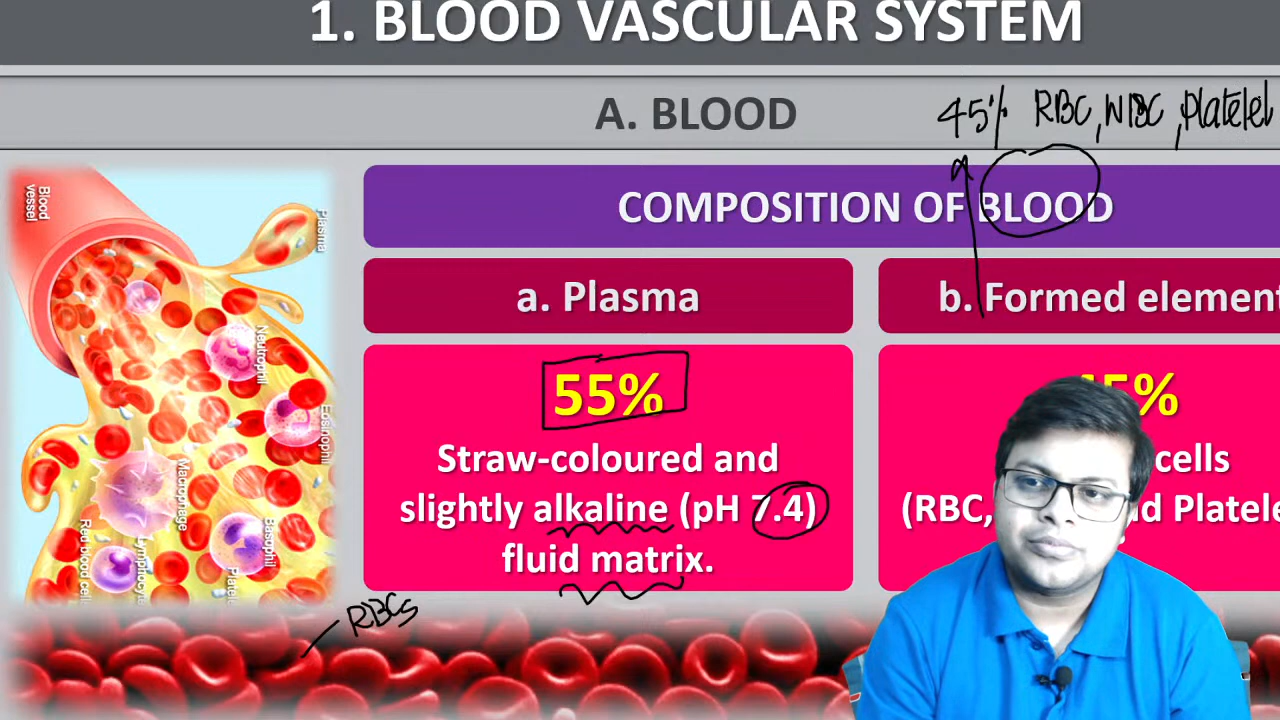 1. BLOOD VASCULAR SYSTEM
A. BLOOD
45% RBC, WBC, Platelet
COMPOSITION OF BLOOD
a. Plasma
b. Formed element
55%
Straw-coloured and
slightly alkaline (pH 7.4)
fluid matrix.
45%
cells
(RBC, Platele
RBCs
Blood
vessel
Plasma
Neutrophil
Eosinophil
Macrophage
Basophil
Red blood cell
Lymphocyte
Platel